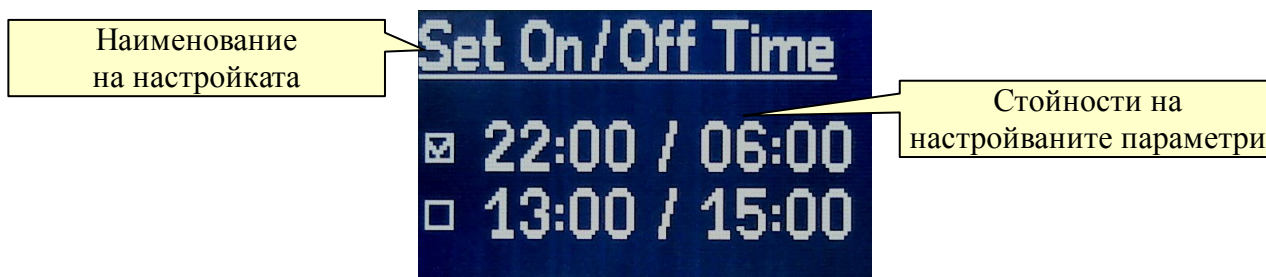 Наименование
на настройката
Set On/Off Time
Стойности на
настройваните параметри
22:00 / 06:00
13:00 / 15:00